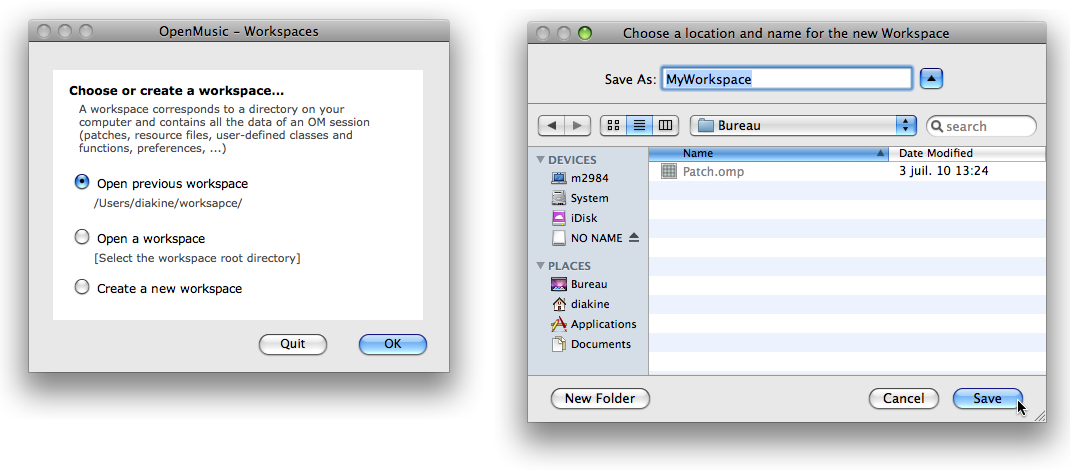 OpenMusic – Workspaces
Choose or create a workspace...
A workspace corresponds to a directory on your
computer and contains all the data of an OM session
(patches, resource files, user-defined classes and
functions, preferences, ...)
Open previous workspace
/Users/diakine/worksapce/
Open a workspace
[Select the workspace root directory]
Create a new workspace
Quit
OK
Choose a location and name for the new Workspace
Save As: MyWorkspace
Bureau
search
DEVICES
m2984
System
iDisk
NO NAME
PLACES
Bureau
diakine
Applications
Documents
Name Date Modified
Patch.omp 3 juil. 10 13:24
New Folder
Cancel
Save